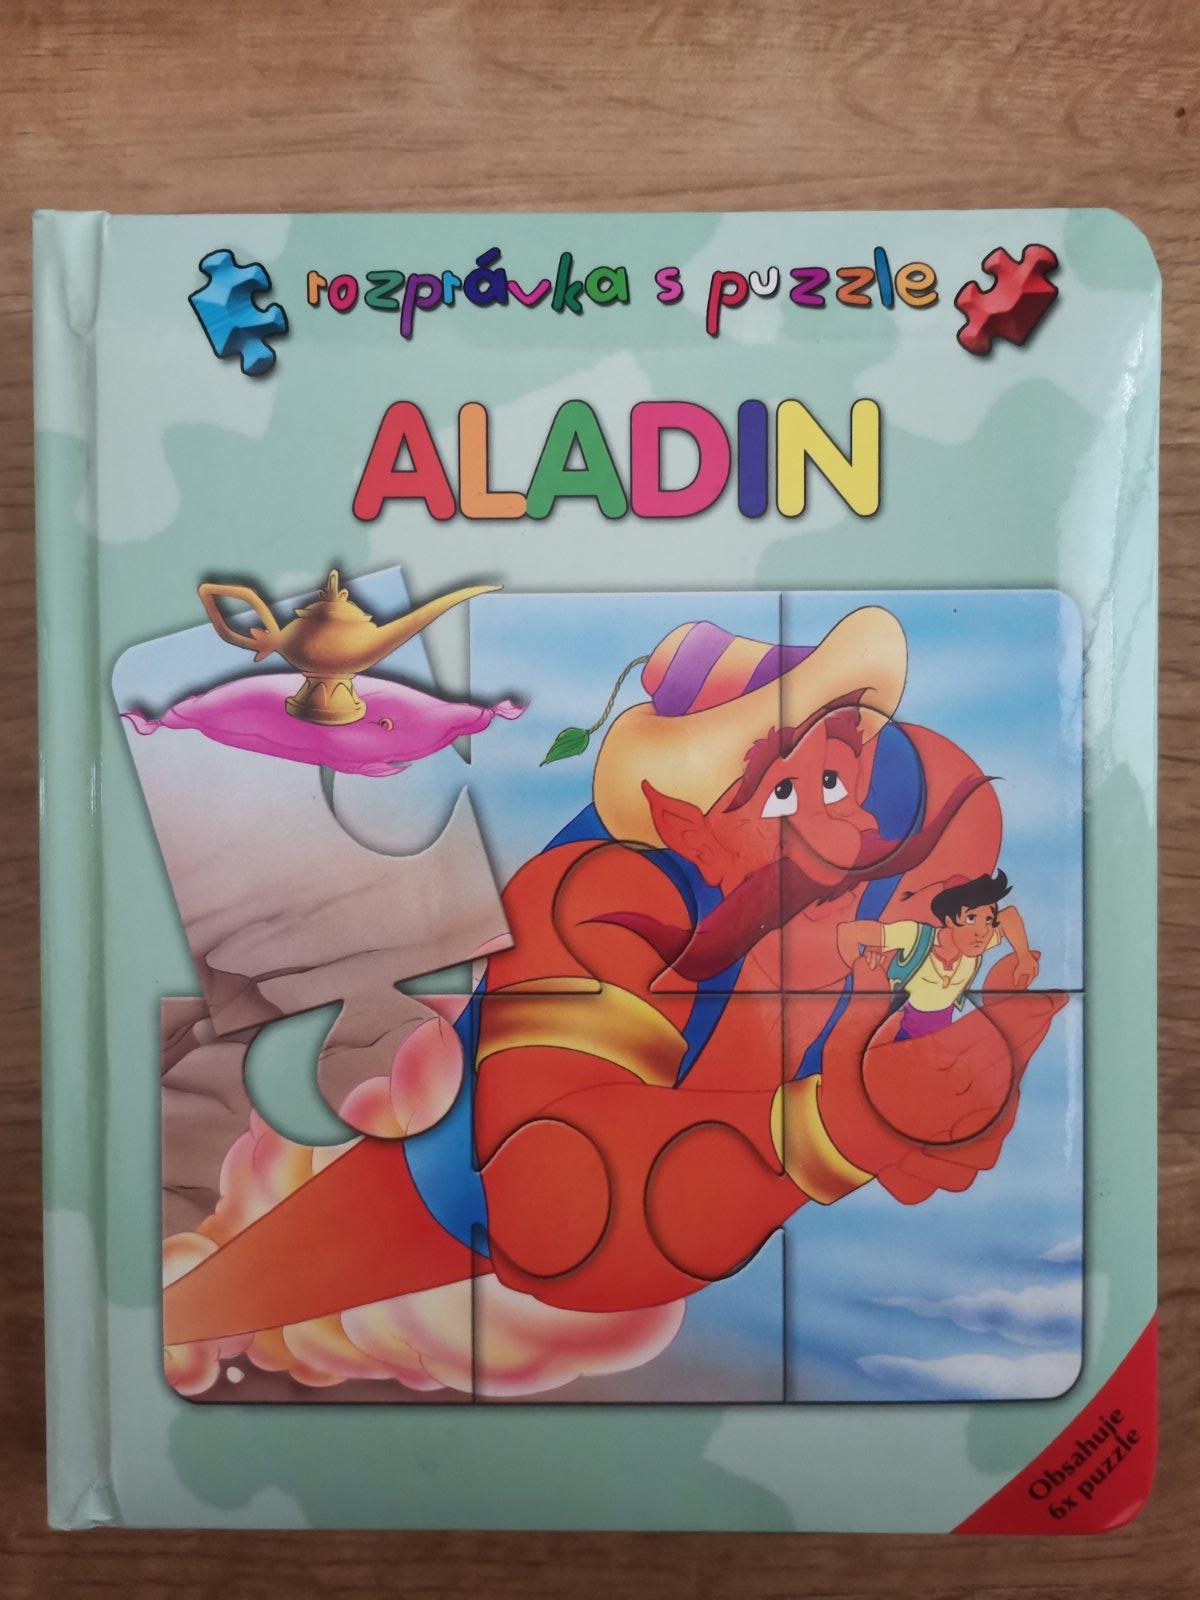 rozprávka s puzzle
ALADIN
Obsahuje
6x puzzle